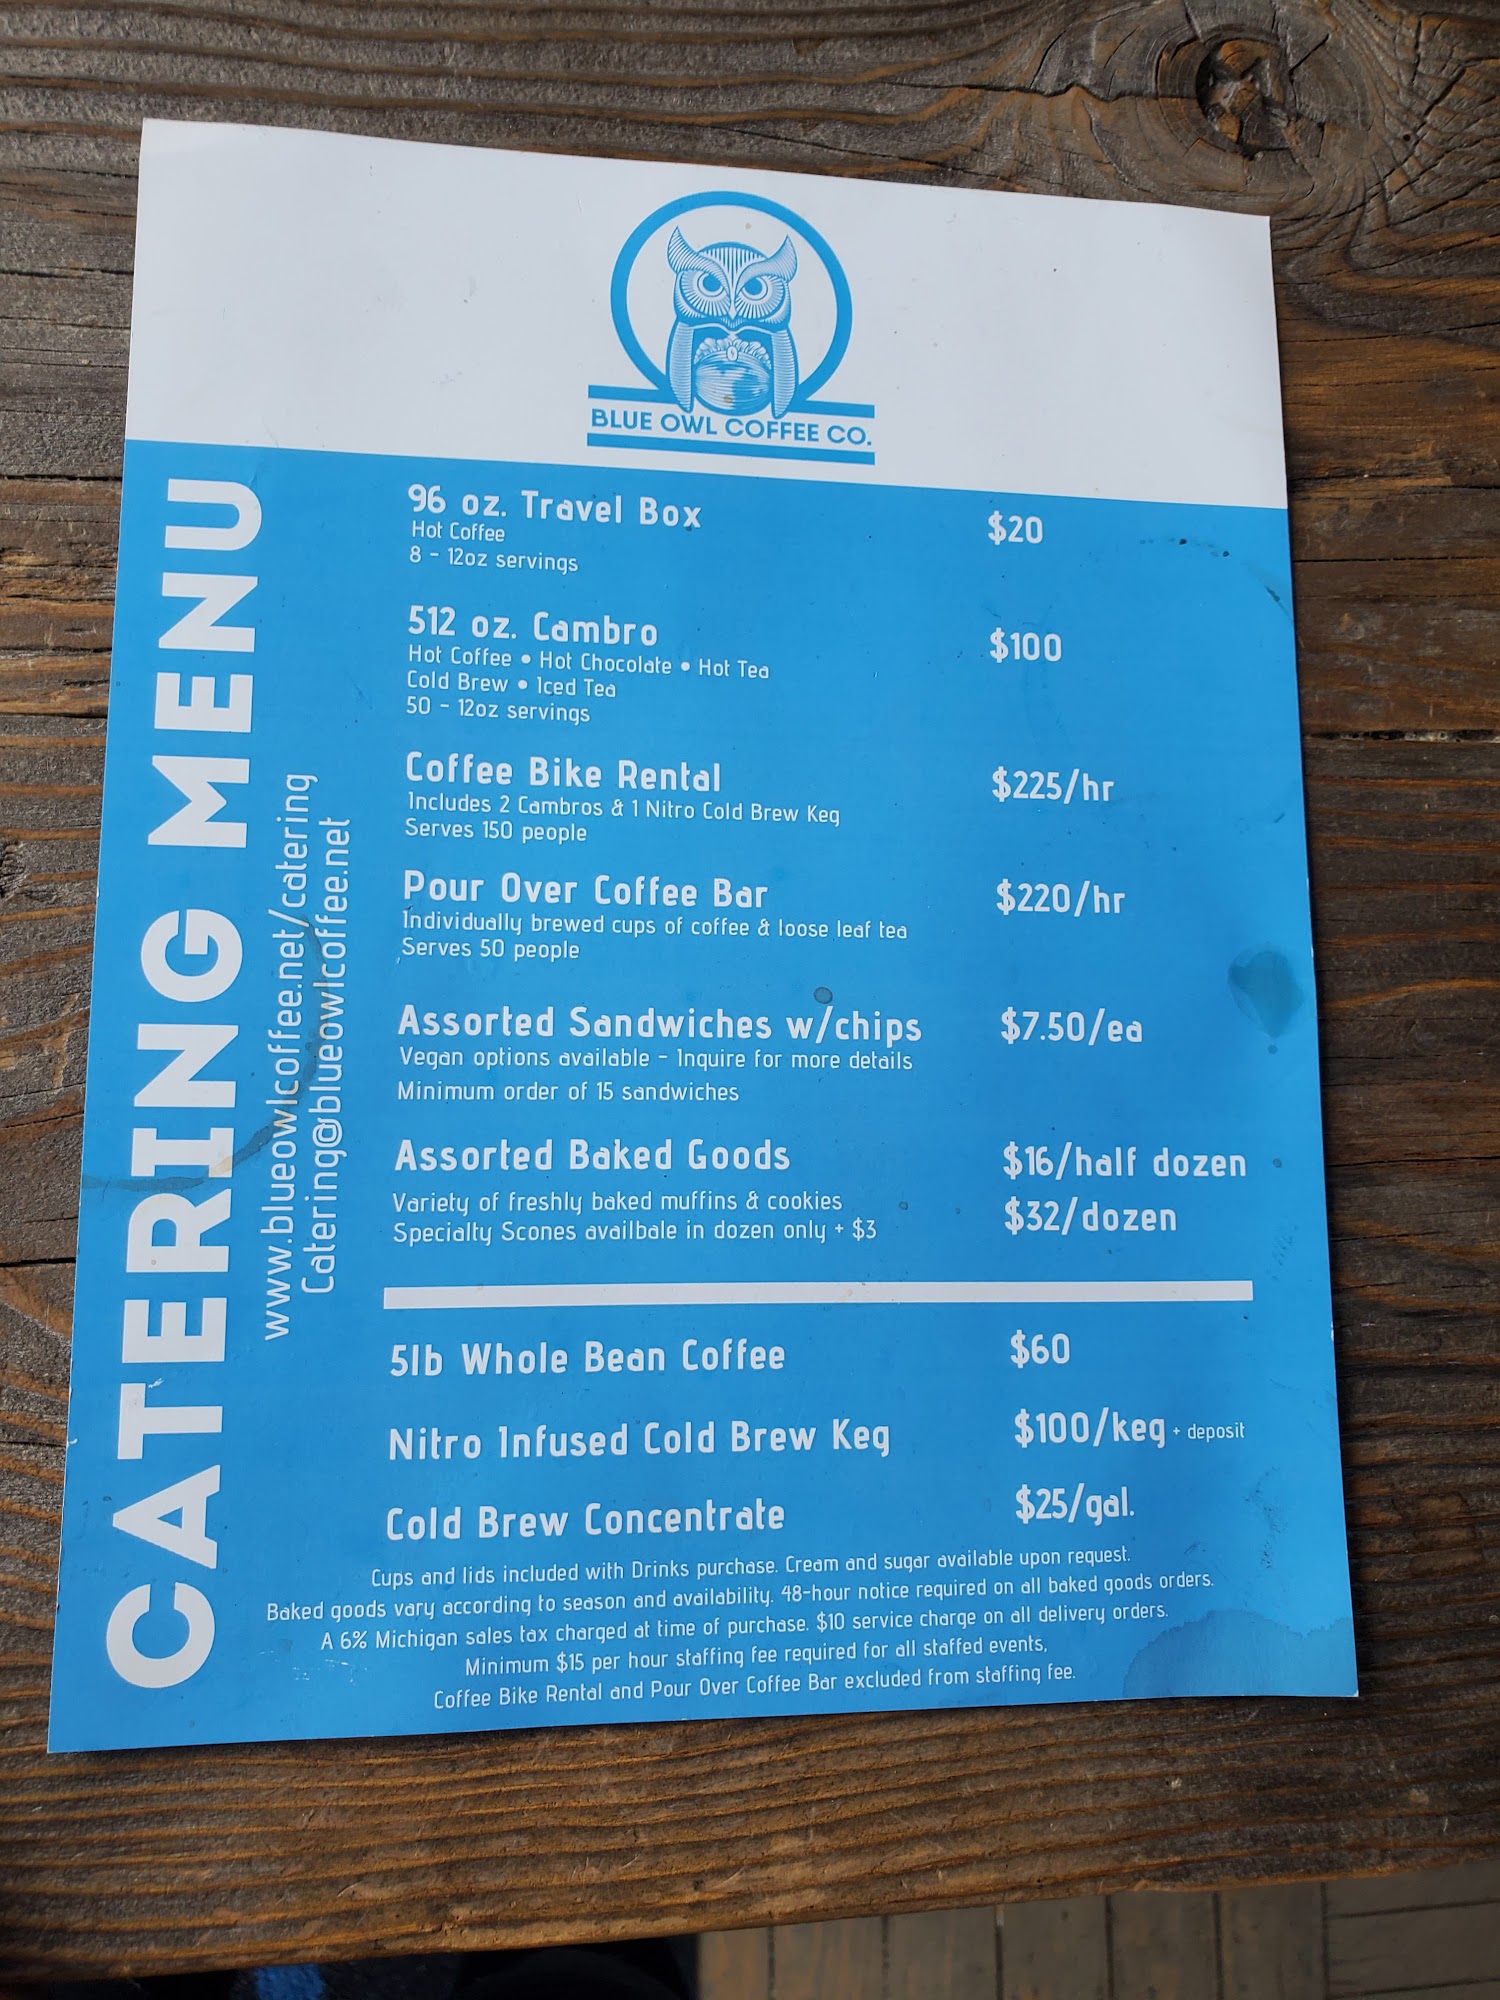 BLUE OWL COFFEE CO.
CATERING MENU
www.blueowlcoffee.net/catering
Catering@blueowlcoffee.net
96 oz. Travel Box $20
Hot Coffee
8 - 12oz servings
512 oz. Cambro $100
Hot Coffee • Hot Chocolate • Hot Tea
Cold Brew • Iced Tea
50 - 12oz servings
Coffee Bike Rental $225/hr
Includes 2 Cambros & 1 Nitro Cold Brew Keg
Serves 150 people
Pour Over Coffee Bar $220/hr
Individually brewed cups of coffee & loose leaf tea
Serves 50 people
Assorted Sandwiches w/chips $7.50/ea
Vegan options available - Inquire for more details
Minimum order of 15 sandwiches
Assorted Baked Goods $16/half dozen
Variety of freshly baked muffins & cookies $32/dozen
Specialty Scones availbale in dozen only + $3
5lb Whole Bean Coffee $60
Nitro Infused Cold Brew Keg $100/keg + deposit
Cold Brew Concentrate $25/gal.
Cups and lids included with Drinks purchase. Cream and sugar available upon request.
Baked goods vary according to season and availability. 48-hour notice required on all baked goods orders.
A 6% Michigan sales tax charged at time of purchase. $10 service charge on all delivery orders.
Minimum $15 per hour staffing fee required for all staffed events,
Coffee Bike Rental and Pour Over Coffee Bar excluded from staffing fee.